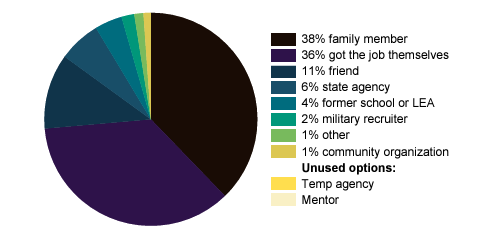 38% family member
36% got the job themselves
11% friend
6% state agency
4% former school or LEA
2% military recruiter
1% other
1% community organization
Unused options:
Temp agency
Mentor